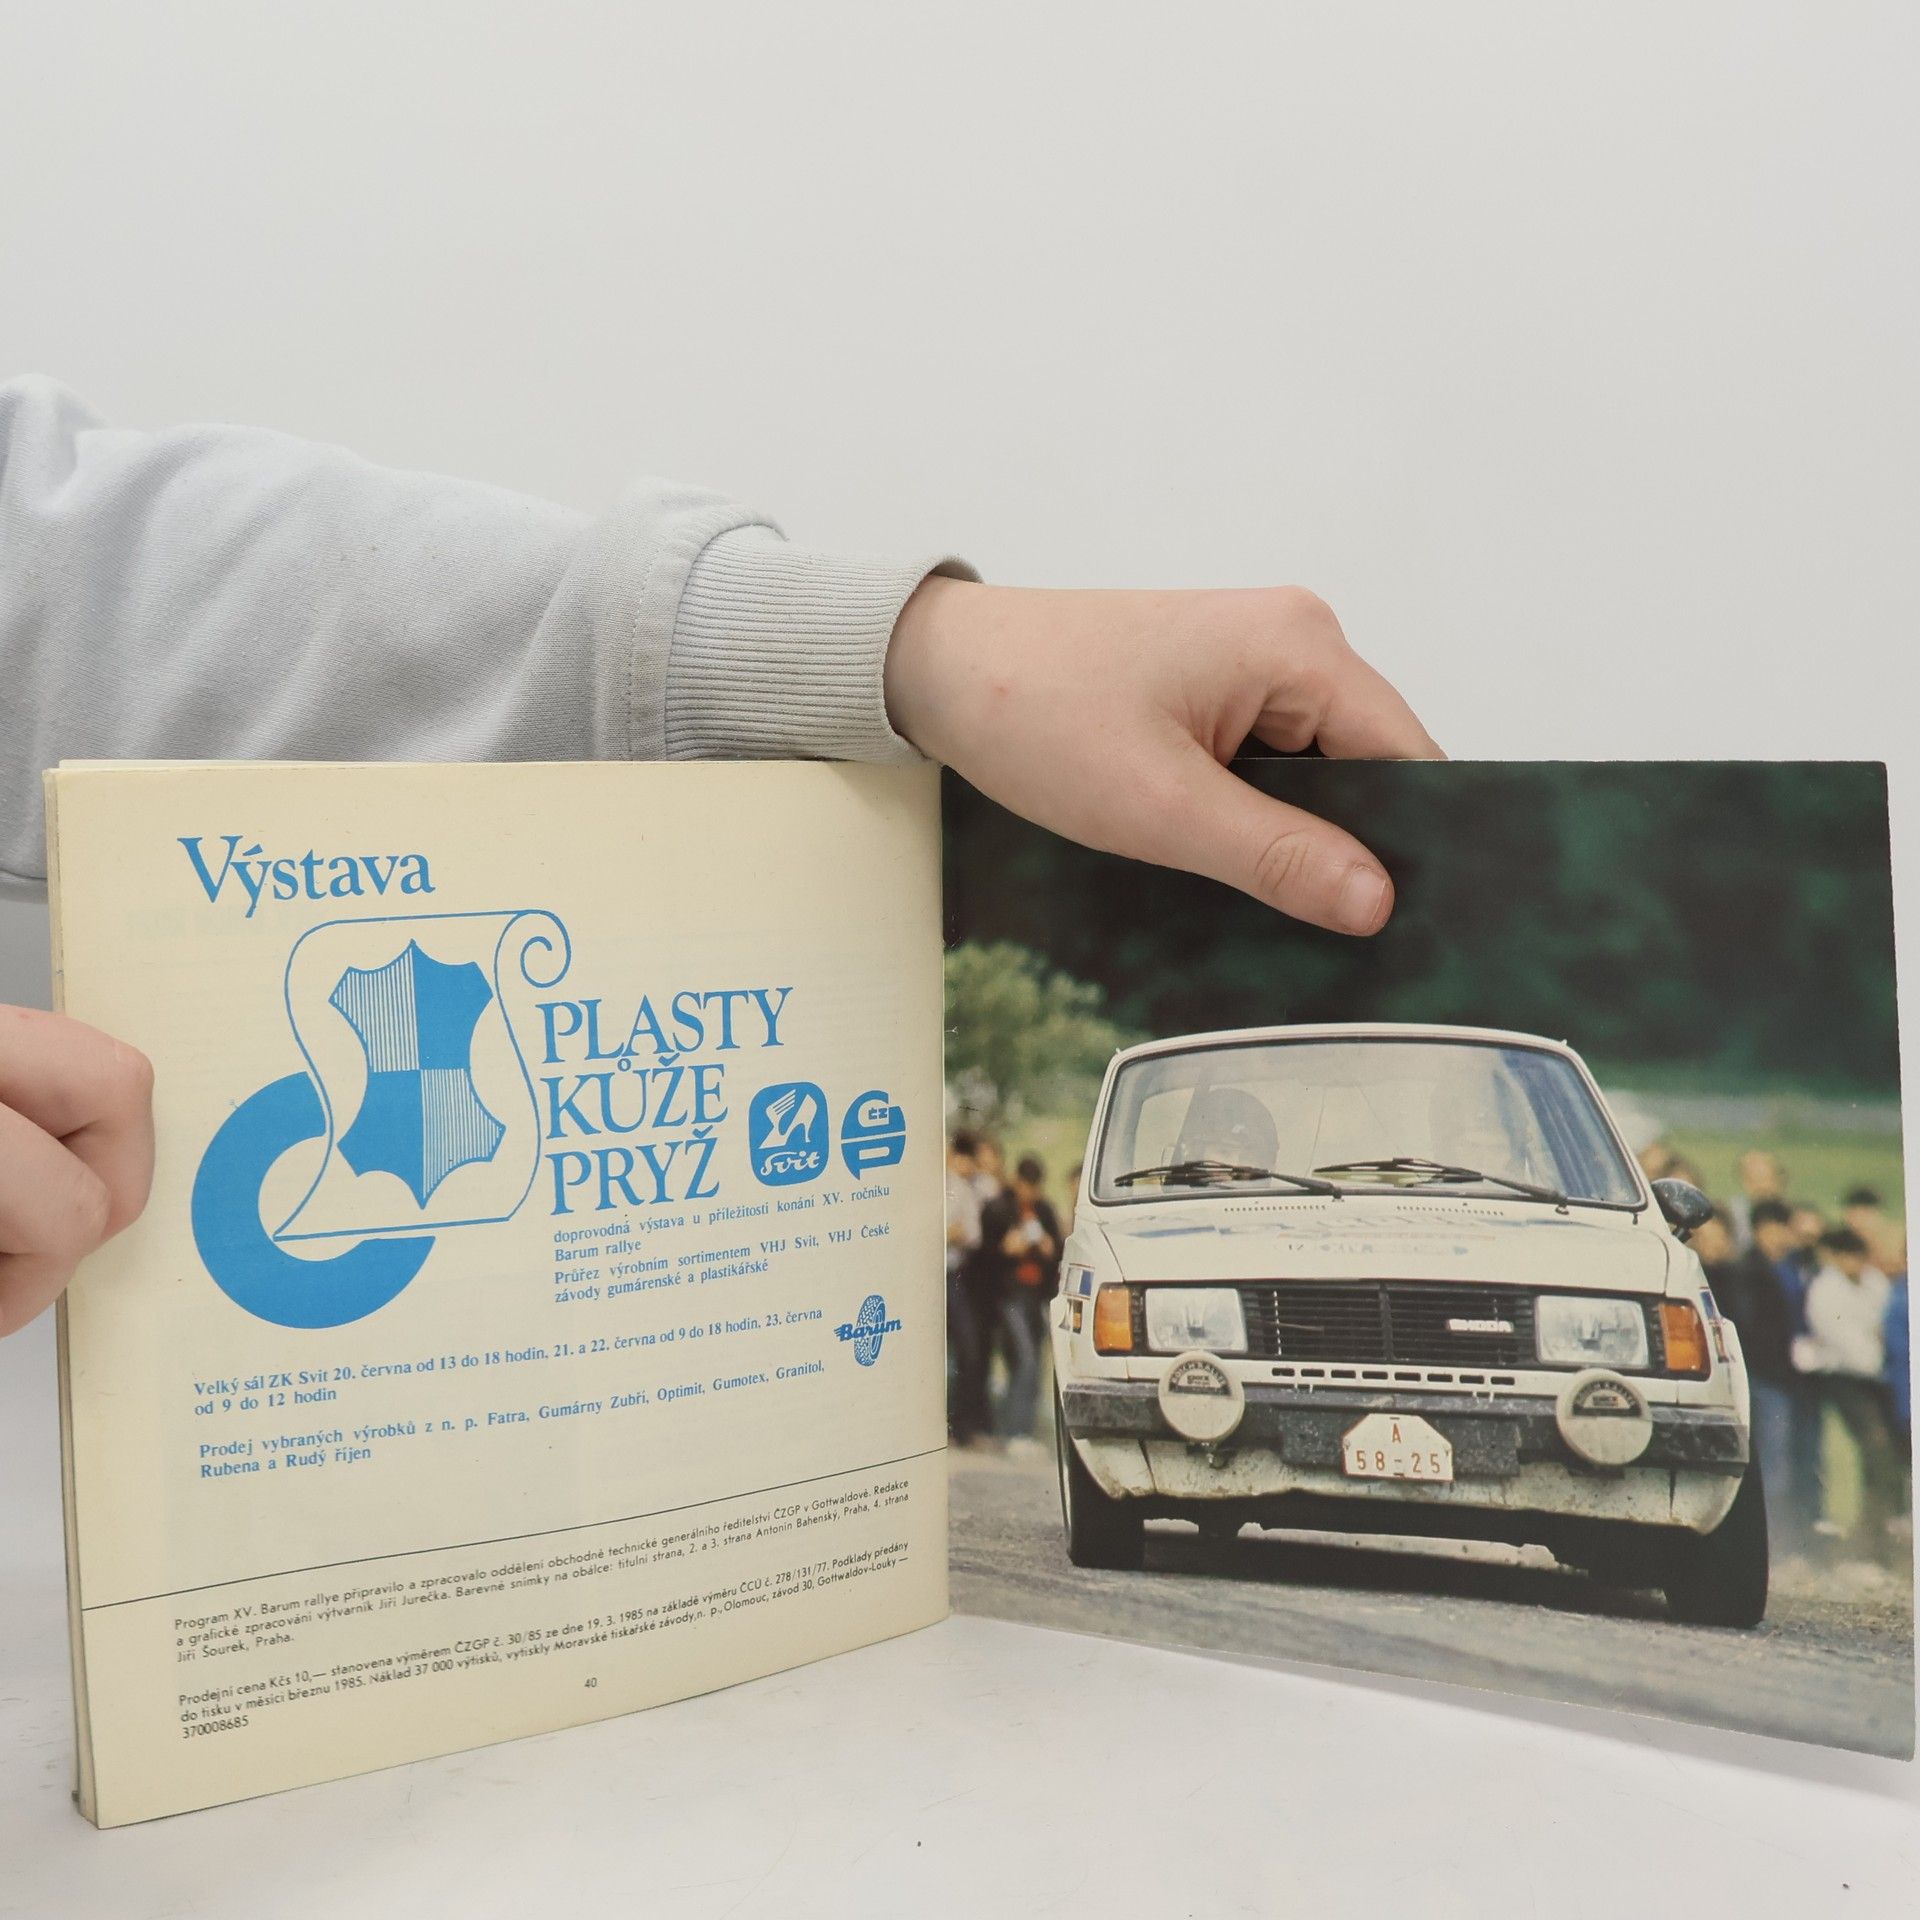 Výstava
PLASTY
KŮŽE
PRYŽ
Svit
ČZ
doprovodná výstava u příležitosti konání XV. ročníku
Barum rallye
Průřez výrobním sortimentem VHJ Svit, VHJ České
závody gumárenské a plastikářské
Barum
Velký sál ZK Svit 20. června od 13 do 18 hodin, 21. a 22. června od 9 do 18 hodin, 23. června
od 9 do 12 hodin
Prodej vybraných výrobků z n. p. Fatra, Gumárny Zubří, Optimit, Gumotex, Granitol,
Rubena a Rudý říjen
Program XV. Barum rallye připravilo a zpracovalo oddělení obchodně technické generálního ředitelství ČZGP v Gottwaldově. Redakce
a grafické zpracování výtvarník Jiří Jurečka. Barevné snímky na obálce: titulní strana, 2. a 3. strana Antonín Bahenský, Praha, 4. strana
Jiří Šourek, Praha.
Prodejní cena Kčs 10,— stanovena výměrem ČZGP č. 30/85 ze dne 19. 3. 1985 na základě výměru ČCÚ č. 278/131/77. Podklady předány
do tisku v měsíci březnu 1985. Náklad 37 000 výtisků, vytiskly Moravské tiskařské závody, n. p., Olomouc, závod 30, Gottwaldov-Louky —
370008685
40
ŠKODA
A
58-25